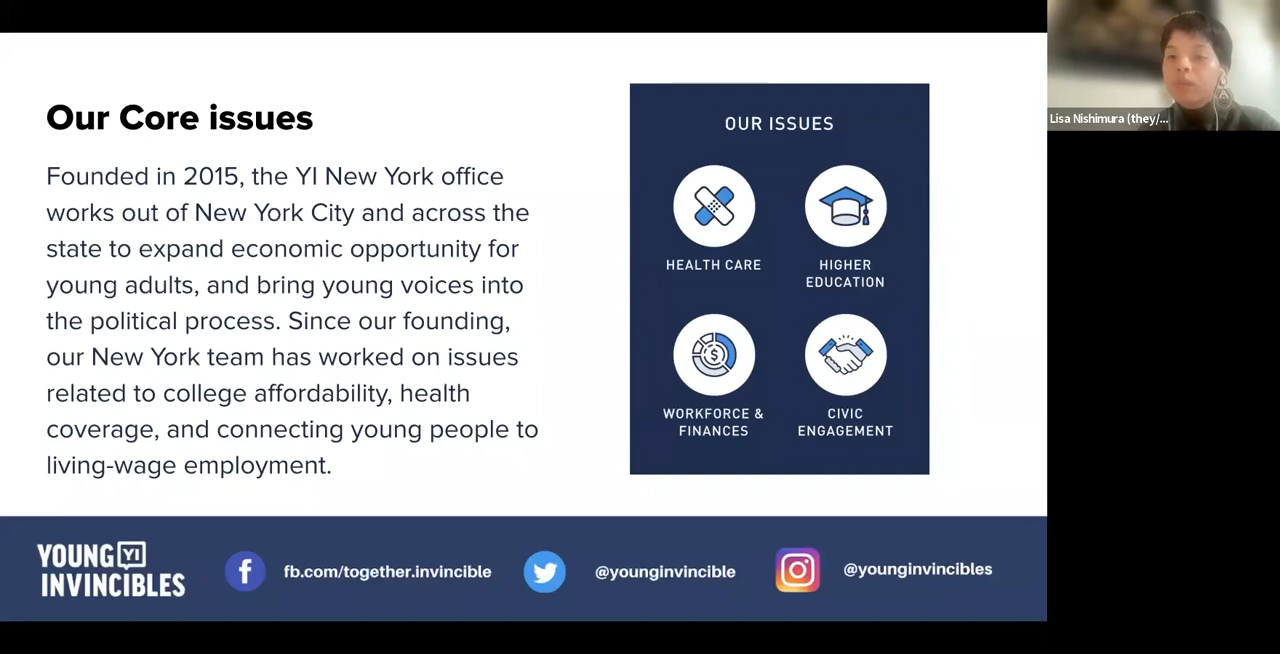 Our Core issues
Founded in 2015, the YI New York office
works out of New York City and across the
state to expand economic opportunity for
young adults, and bring young voices into
the political process. Since our founding,
our New York team has worked on issues
related to college affordability, health
coverage, and connecting young people to
living-wage employment.
OUR ISSUES
HEALTH CARE
HIGHER
EDUCATION
WORKFORCE &
FINANCES
CIVIC
ENGAGEMENT
YOUNG YI
INVINCIBLES
fb.com/together.invincible
@younginvincible
@younginvincibles
Lisa Nishimura (they/...